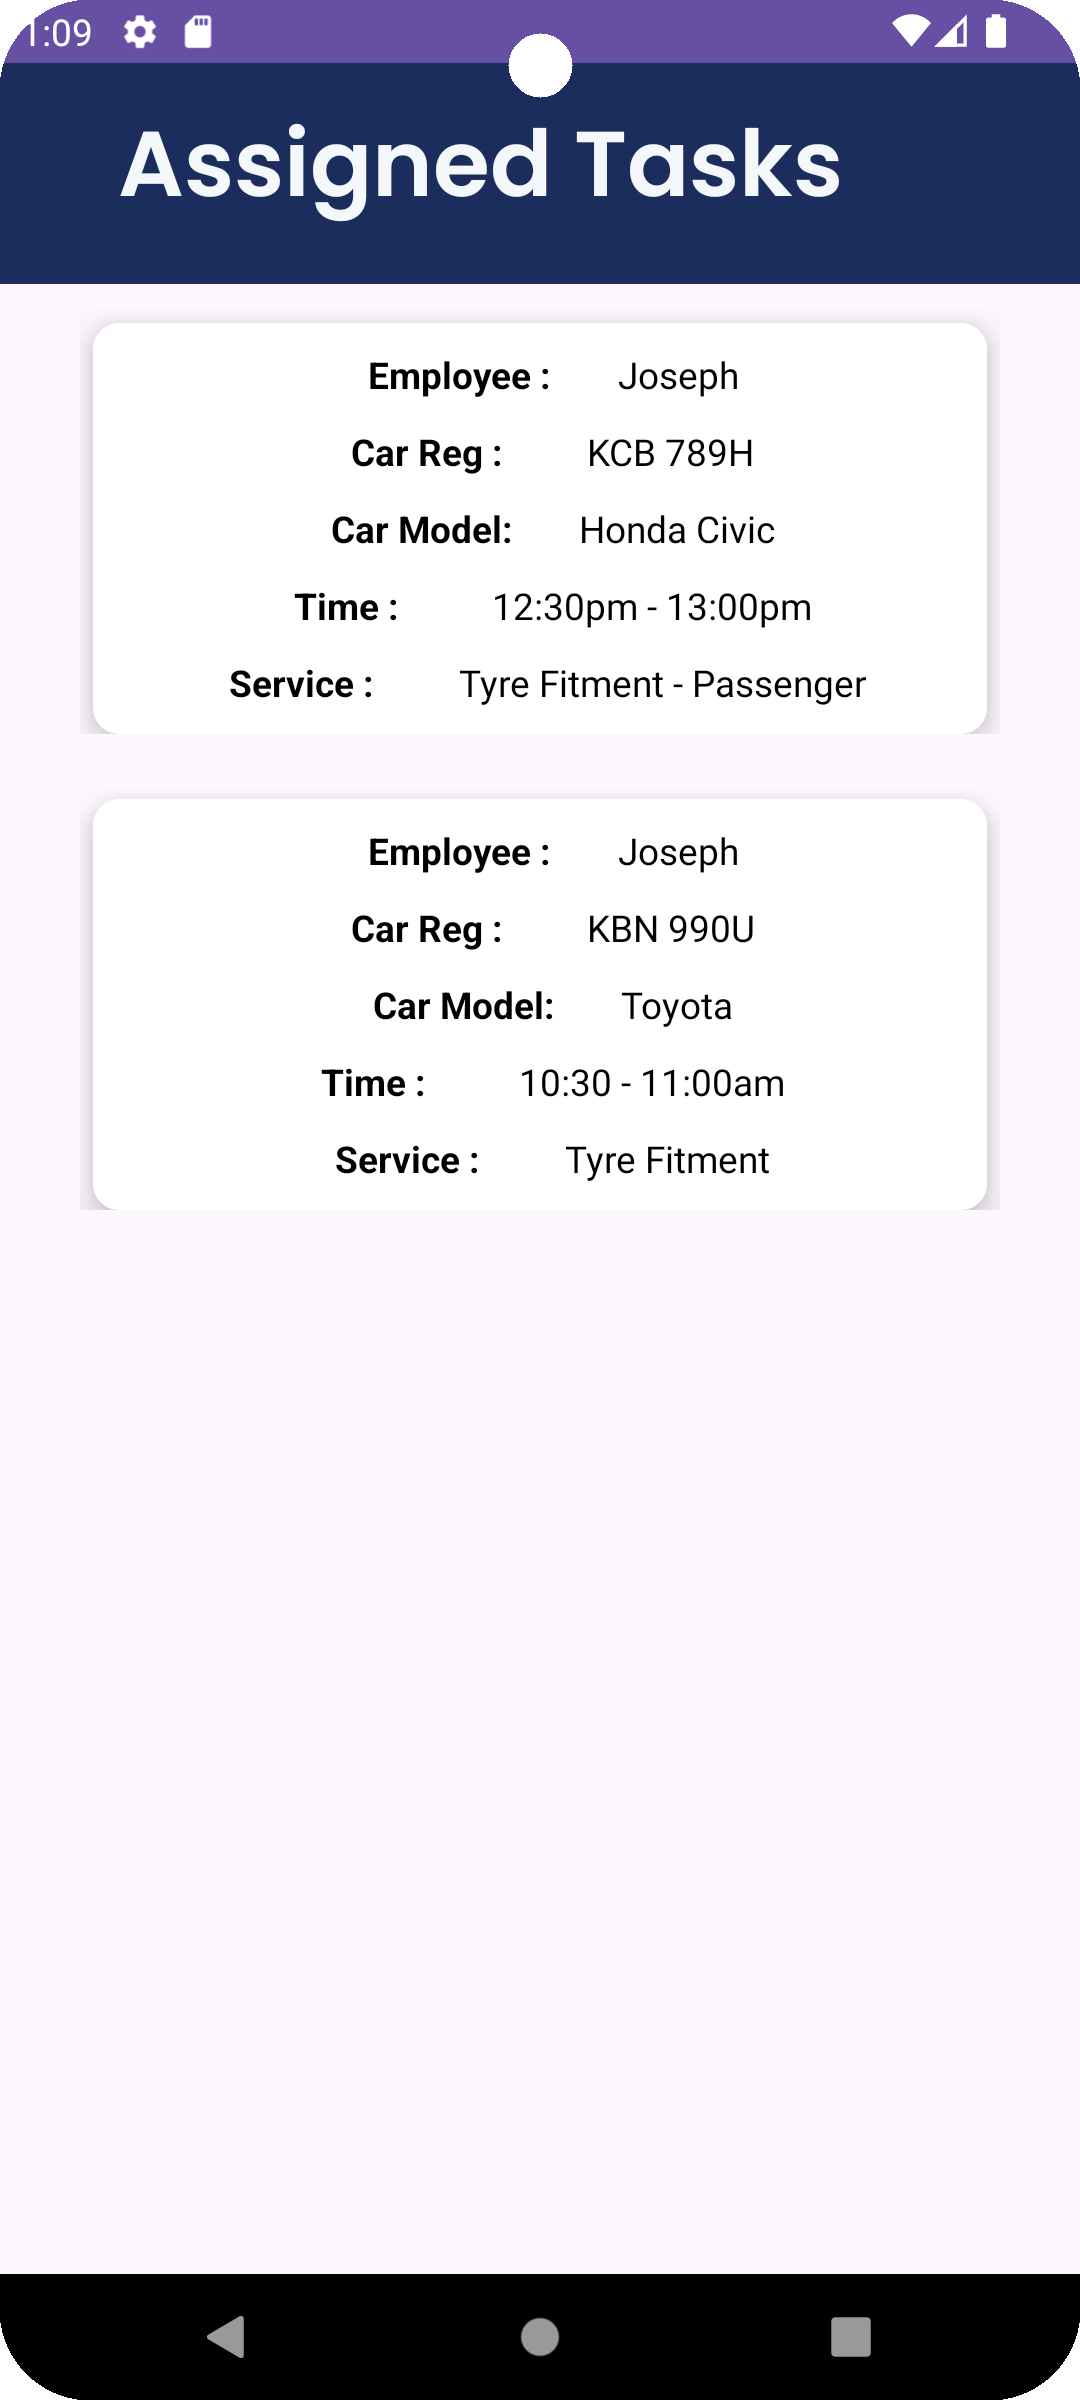 1:09
Assigned Tasks
Employee : Joseph
Car Reg : KCB 789H
Car Model: Honda Civic
Time : 12:30pm - 13:00pm
Service : Tyre Fitment - Passenger
Employee : Joseph
Car Reg : KBN 990U
Car Model: Toyota
Time : 10:30 - 11:00am
Service : Tyre Fitment